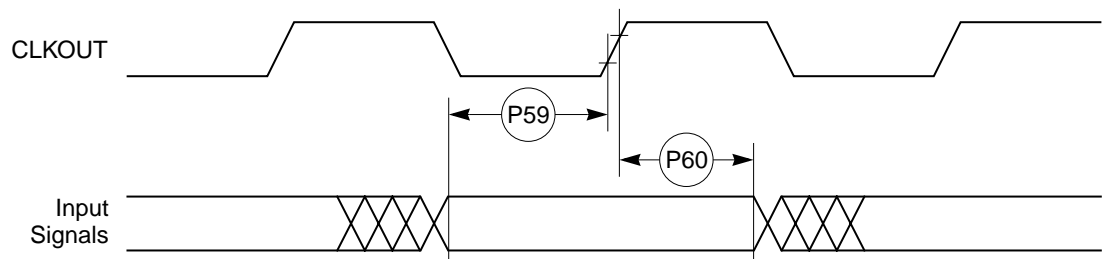 CLKOUT
P59
P60
Input
Signals